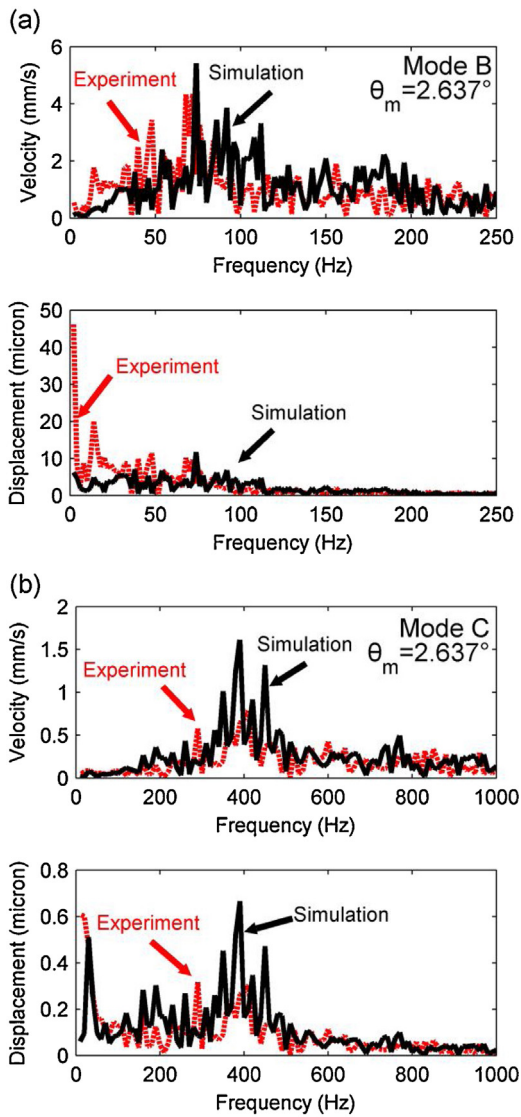 (a)
Velocity (mm/s)
6
4
2
0
Experiment
Simulation
Mode B
θm=2.637°
0 50 100 150 200 250
Frequency (Hz)
Displacement (micron)
50
40
30
20
10
0
Experiment
Simulation
0 50 100 150 200 250
Frequency (Hz)
(b)
Velocity (mm/s)
2
1.5
1
0.5
0
Experiment
Simulation
Mode C
θm=2.637°
0 200 400 600 800 1000
Frequency (Hz)
Displacement (micron)
0.8
0.6
0.4
0.2
0
Experiment
Simulation
0 200 400 600 800 1000
Frequency (Hz)